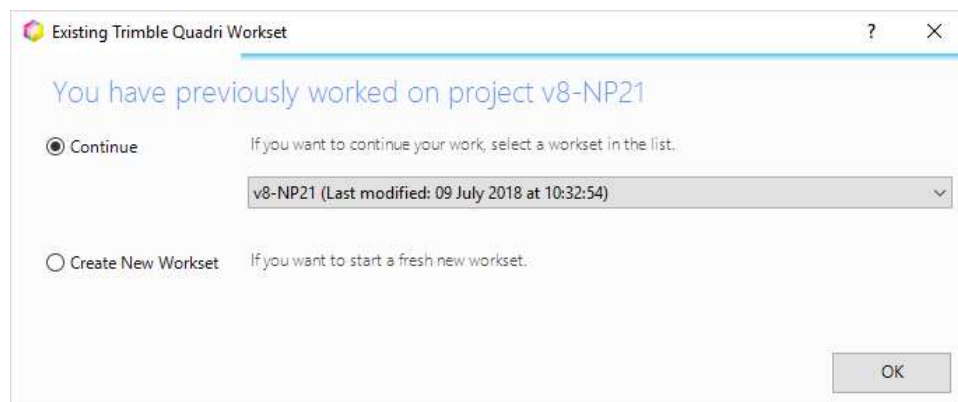 Existing Trimble Quadri Workset
You have previously worked on project v8-NP21
Continue
If you want to continue your work, select a workset in the list.
v8-NP21 (Last modified: 09 July 2018 at 10:32:54)
Create New Workset
If you want to start a fresh new workset.
OK